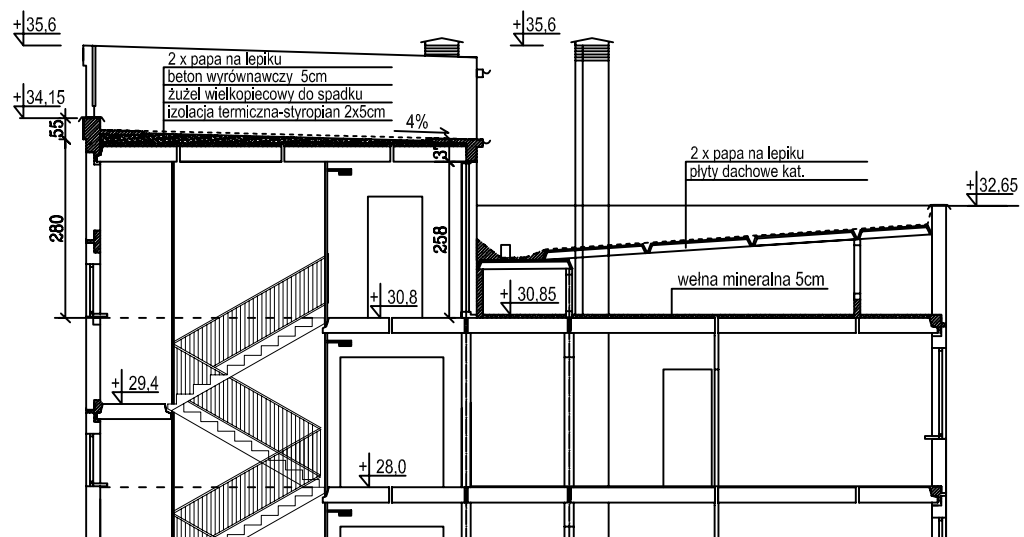 +35,6
+35,6
2 x papa na lepiku
beton wyrównawczy 5cm
żużel wielkopiecowy do spadku
izolacja termiczna-styropian 2x5cm
+34,15
55
4%
2 x papa na lepiku
płyty dachowe kat.
+32,65
280
258
wełna mineralna 5cm
+30,8
+30,85
+29,4
+28,0